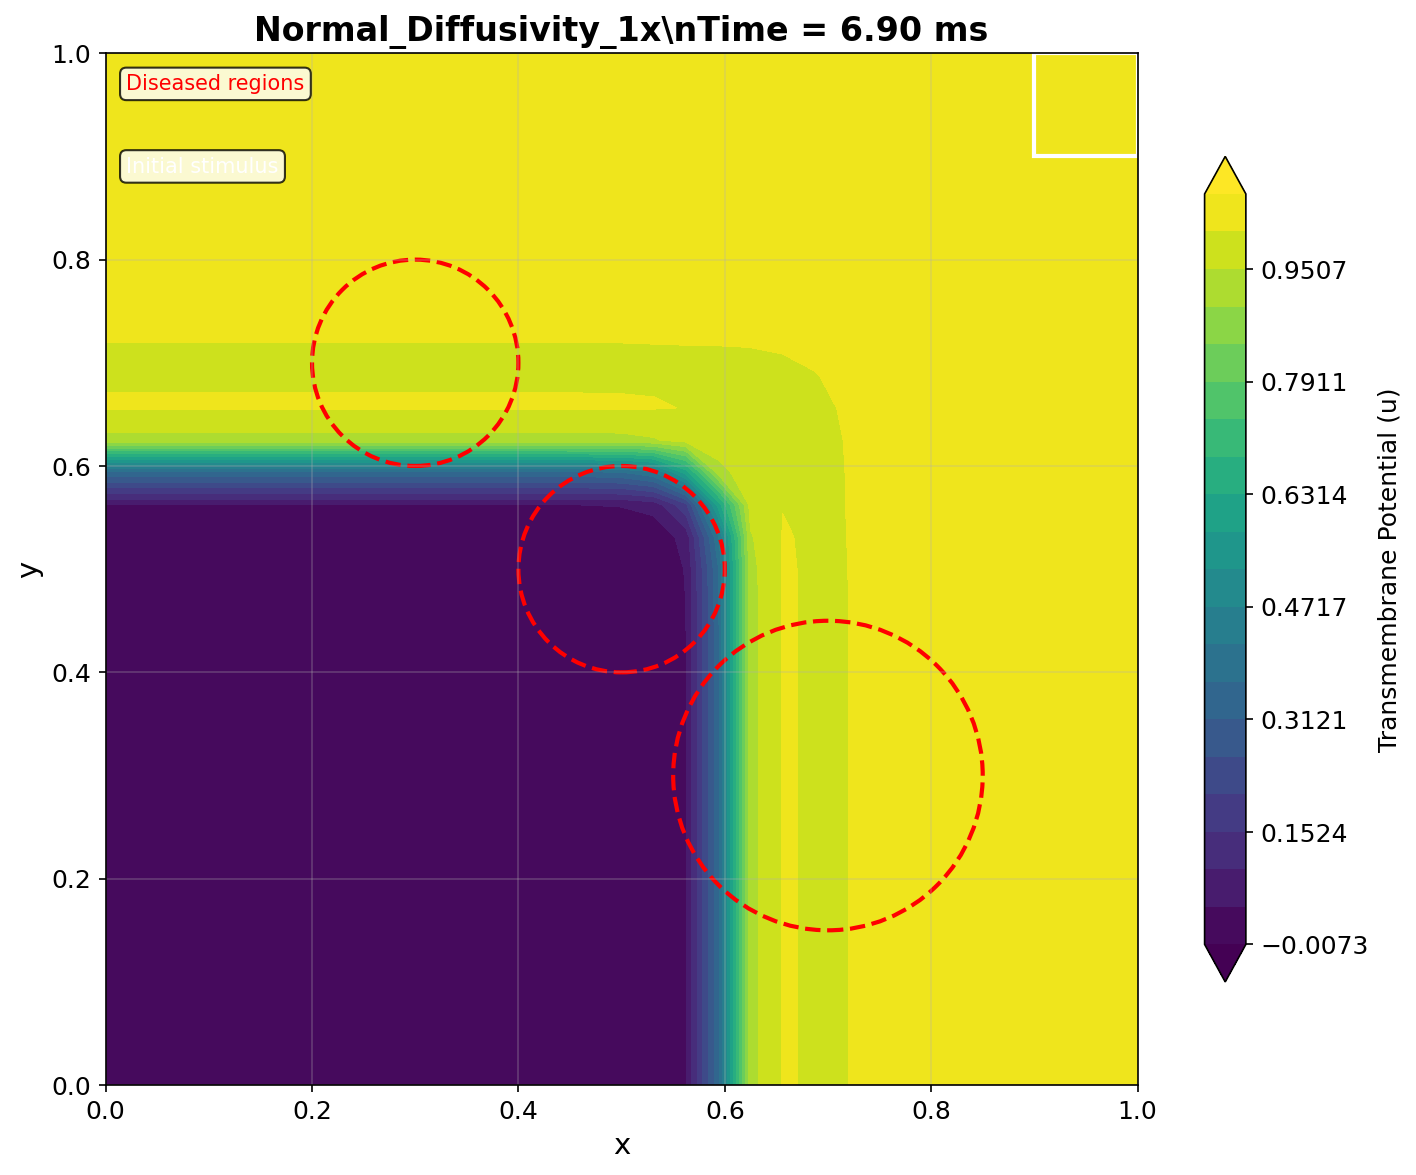 Normal_Diffusivity_1x\nTime = 6.90 ms
1.0
0.8
0.6
0.4
0.2
0.0
y
Diseased regions
Initial stimulus
0.0 0.2 0.4 0.6 0.8 1.0
x
0.9507
0.7911
0.6314
0.4717
0.3121
0.1524
−0.0073
Transmembrane Potential (u)